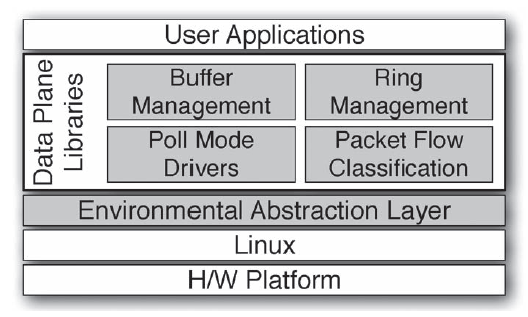 User Applications
Data Plane
Libraries
Buffer
Management
Ring
Management
Poll Mode
Drivers
Packet Flow
Classification
Environmental Abstraction Layer
Linux
H/W Platform